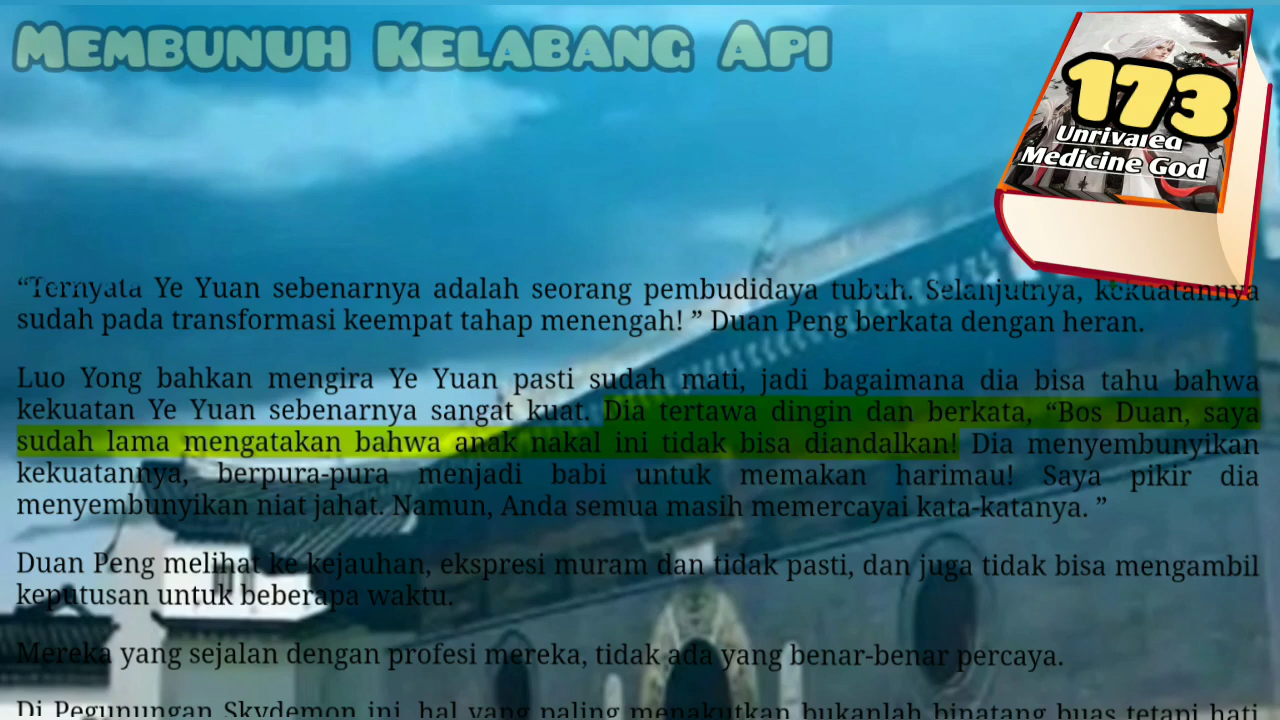 Membunuh Kelabang Api
173
Unrivaled
Medicine God
“Ternyata Ye Yuan sebenarnya adalah seorang pembudidaya tubuh. Selanjutnya, kekuatannya
sudah pada transformasi keempat tahap menengah! ” Duan Peng berkata dengan heran.
Luo Yong bahkan mengira Ye Yuan pasti sudah mati, jadi bagaimana dia bisa tahu bahwa
kekuatan Ye Yuan sebenarnya sangat kuat. Dia tertawa dingin dan berkata, “Bos Duan, saya
sudah lama mengatakan bahwa anak nakal ini tidak bisa diandalkan! Dia menyembunyikan
kekuatannya, berpura-pura menjadi babi untuk memakan harimau! Saya pikir dia
menyembunyikan niat jahat. Namun, Anda semua masih memercayai kata-katanya. ”
Duan Peng melihat ke kejauhan, ekspresi muram dan tidak pasti, dan juga tidak bisa mengambil
keputusan untuk beberapa waktu.
Mereka yang sejalan dengan profesi mereka, tidak ada yang benar-benar percaya.
Di Pegunungan Skydemon ini, hal yang paling menakutkan bukanlah binatang buas tetapi hati